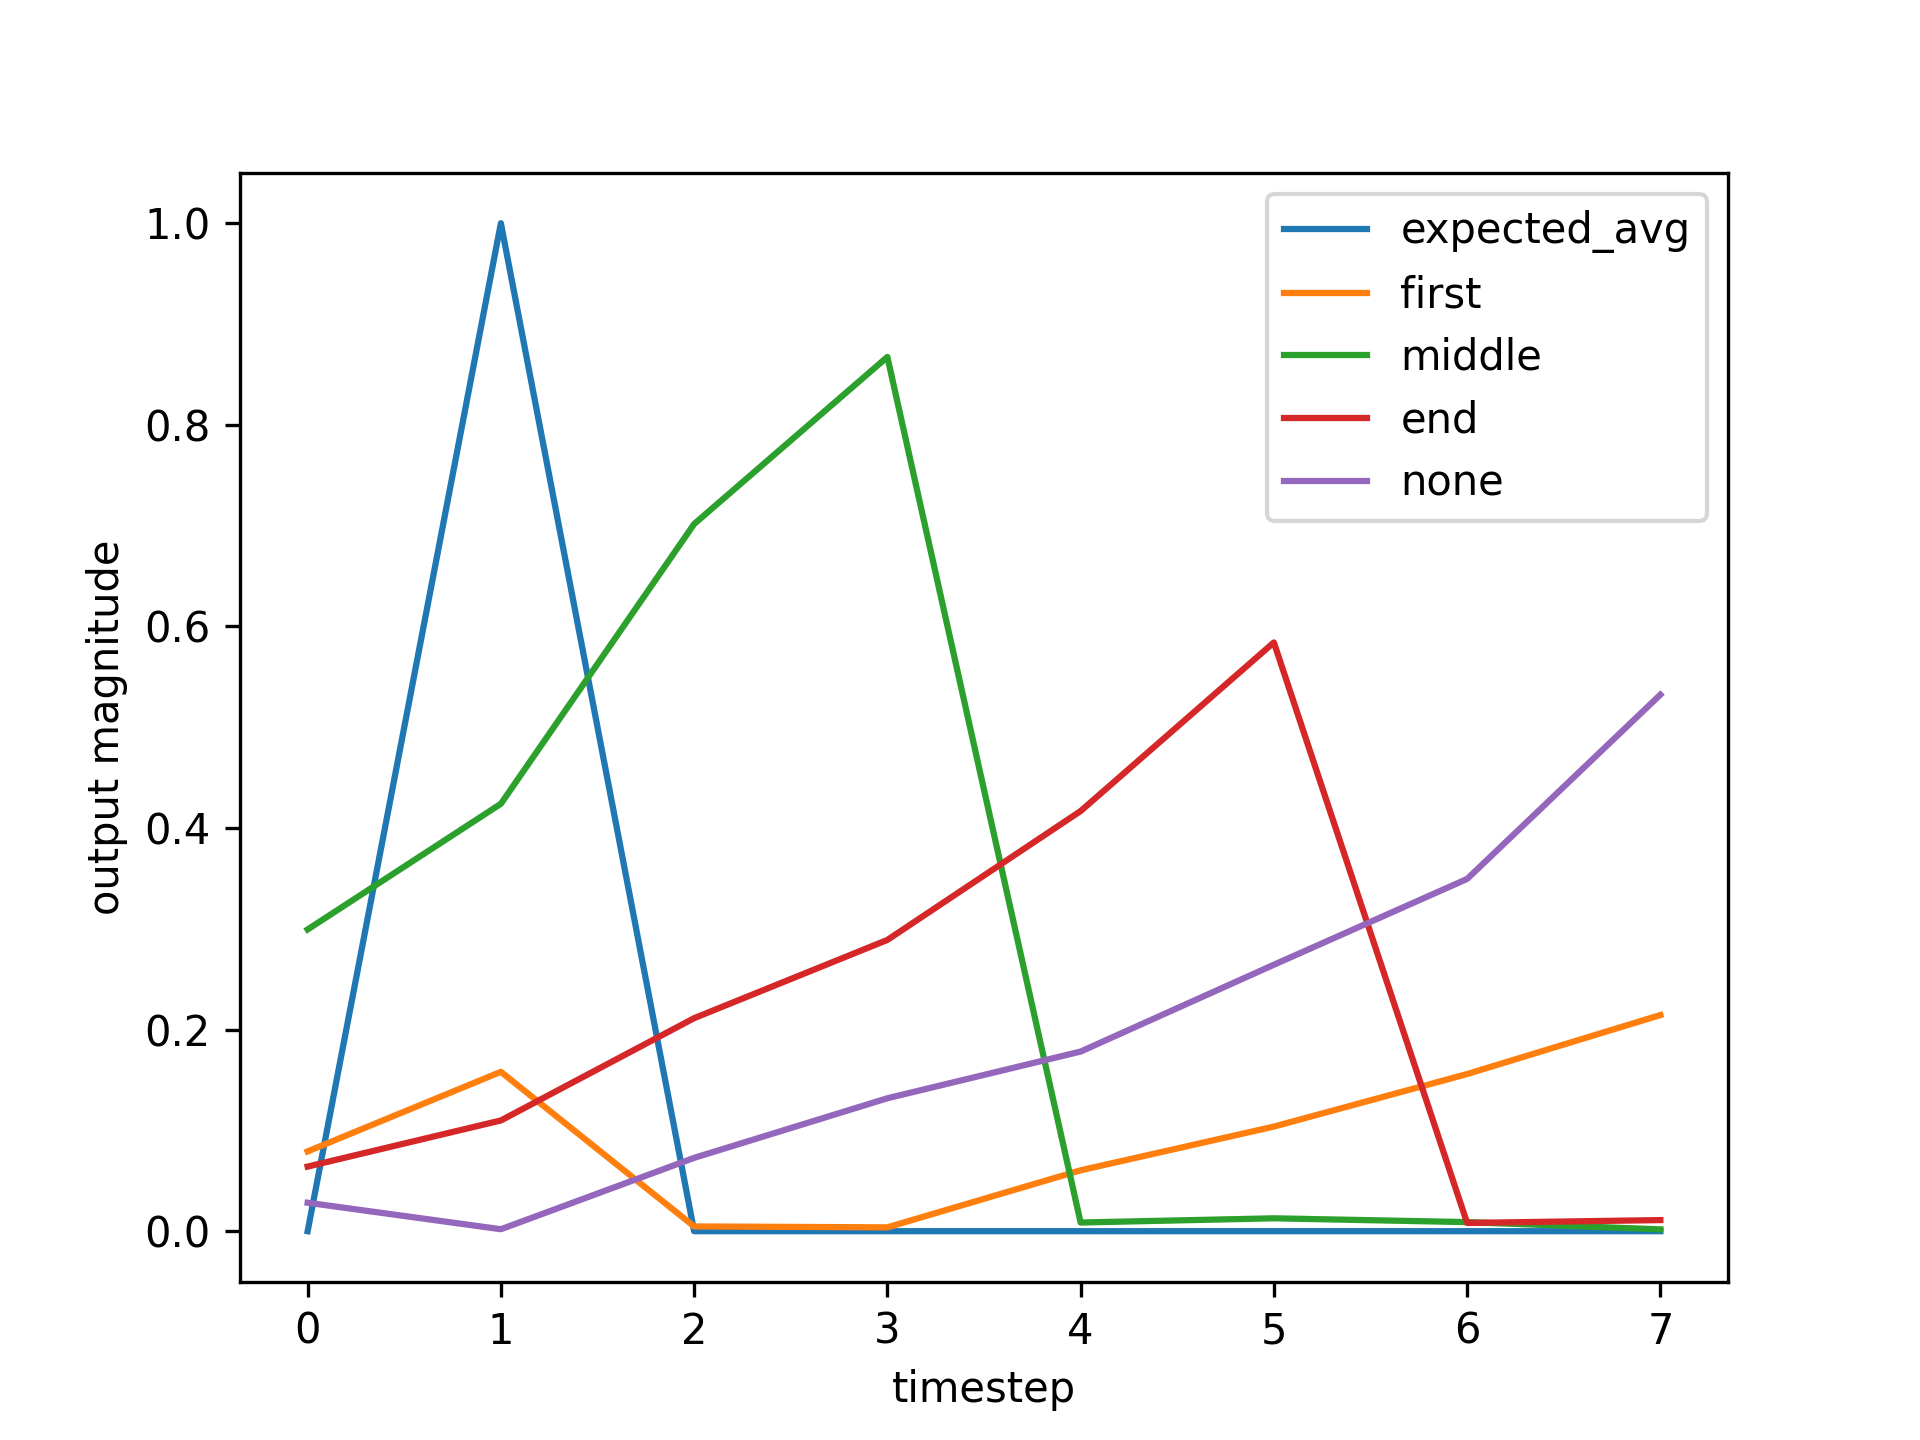 expected_avg
first
middle
end
none
1.0
0.8
0.6
0.4
0.2
0.0
output magnitude
0 1 2 3 4 5 6 7
timestep